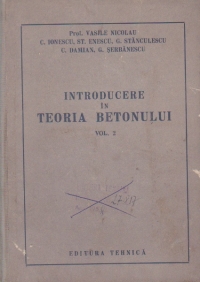 Prof. VASILE NICOLAU
C. IONESCU, ST. ENESCU, G. STĂNCULESCU
C. DAMIAN, G. ȘERBĂNESCU
INTRODUCERE
ÎN
TEORIA BETONULUI
VOL. 2
EDITURA TEHNICĂ